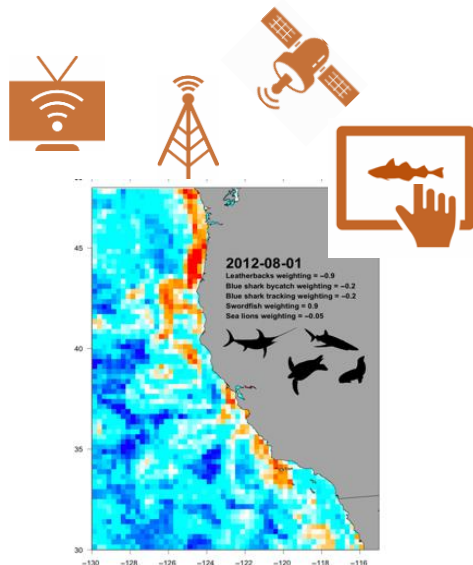 2012-08-01
Leatherbacks weighting = −0.9
Blue shark bycatch weighting = −0.2
Blue shark tracking weighting = −0.2
Swordfish weighting = 0.9
Sea lions weighting = −0.05
45
40
35
30
−130 −128 −126 −124 −122 −120 −118 −116